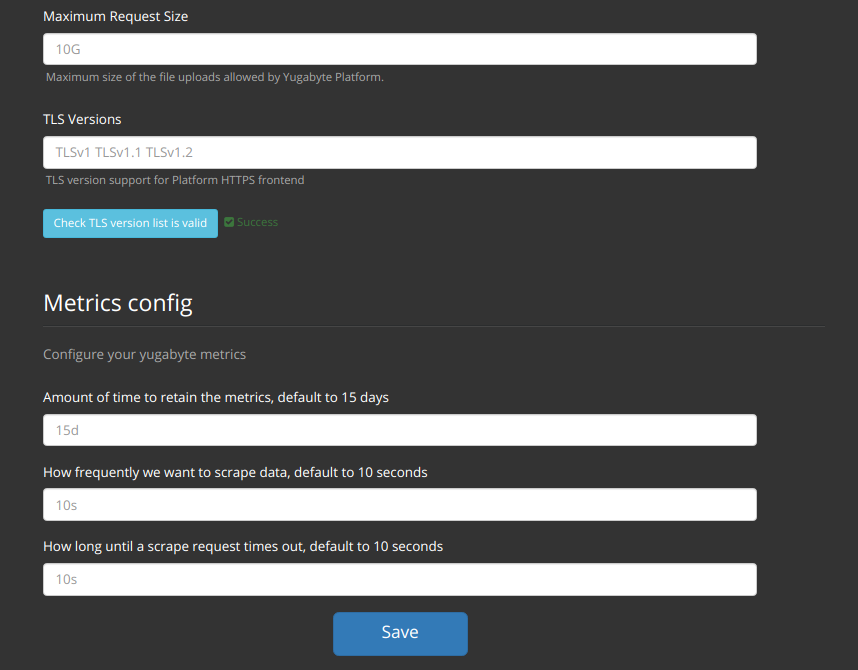 Maximum Request Size
10G
Maximum size of the file uploads allowed by Yugabyte Platform.
TLS Versions
TLSv1 TLSv1.1 TLSv1.2
TLS version support for Platform HTTPS frontend
Check TLS version list is valid Success
Metrics config
Configure your yugabyte metrics
Amount of time to retain the metrics, default to 15 days
15d
How frequently we want to scrape data, default to 10 seconds
10s
How long until a scrape request times out, default to 10 seconds
10s
Save